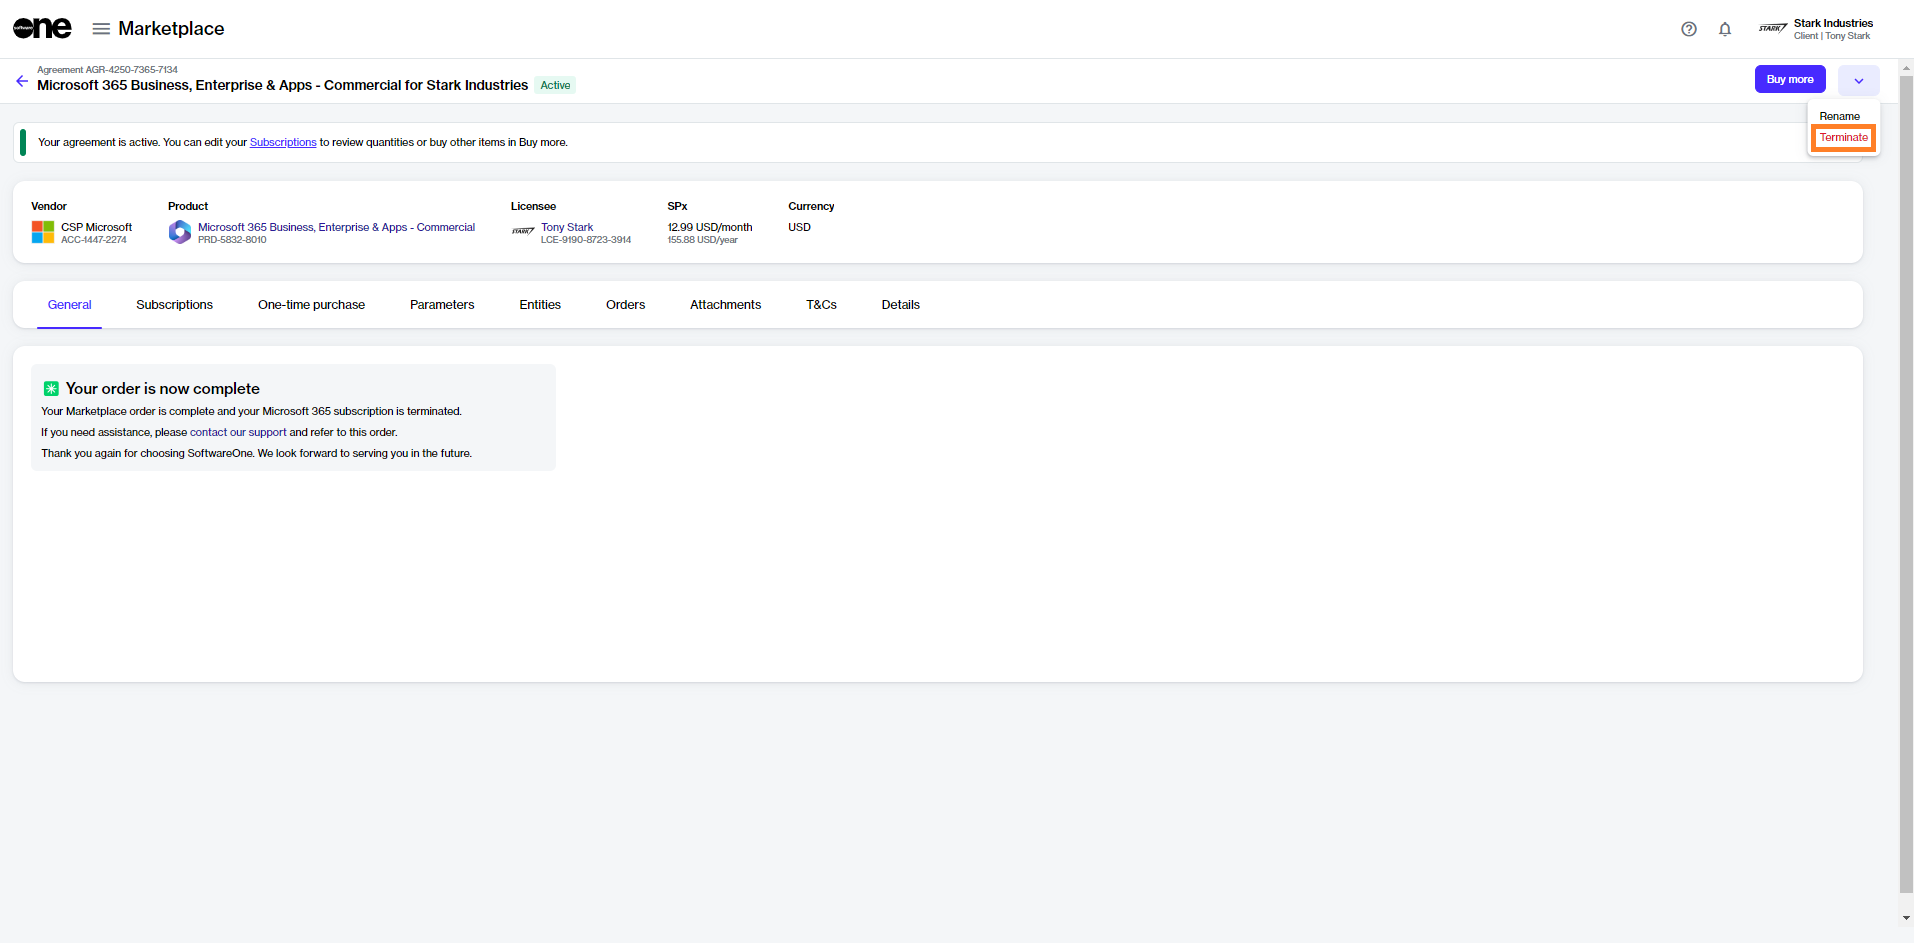 software
one
Marketplace
Stark Industries
Client | Tony Stark
STARK
Agreement AGR-4250-7365-7134
Microsoft 365 Business, Enterprise & Apps - Commercial for Stark Industries Active
Buy more
Rename
Terminate
Your agreement is active. You can edit your Subscriptions to review quantities or buy other items in Buy more.
Vendor Product Licensee SPx Currency
CSP Microsoft Microsoft 365 Business, Enterprise & Apps - Commercial STARK Tony Stark 12.99 USD/month USD
ACC-1447-2274 PRD-5832-8010 LCE-9190-8723-3914 155.88 USD/year
General Subscriptions One-time purchase Parameters Entities Orders Attachments T&Cs Details
Your order is now complete
Your Marketplace order is complete and your Microsoft 365 subscription is terminated.
If you need assistance, please contact our support and refer to this order.
Thank you again for choosing SoftwareOne. We look forward to serving you in the future.